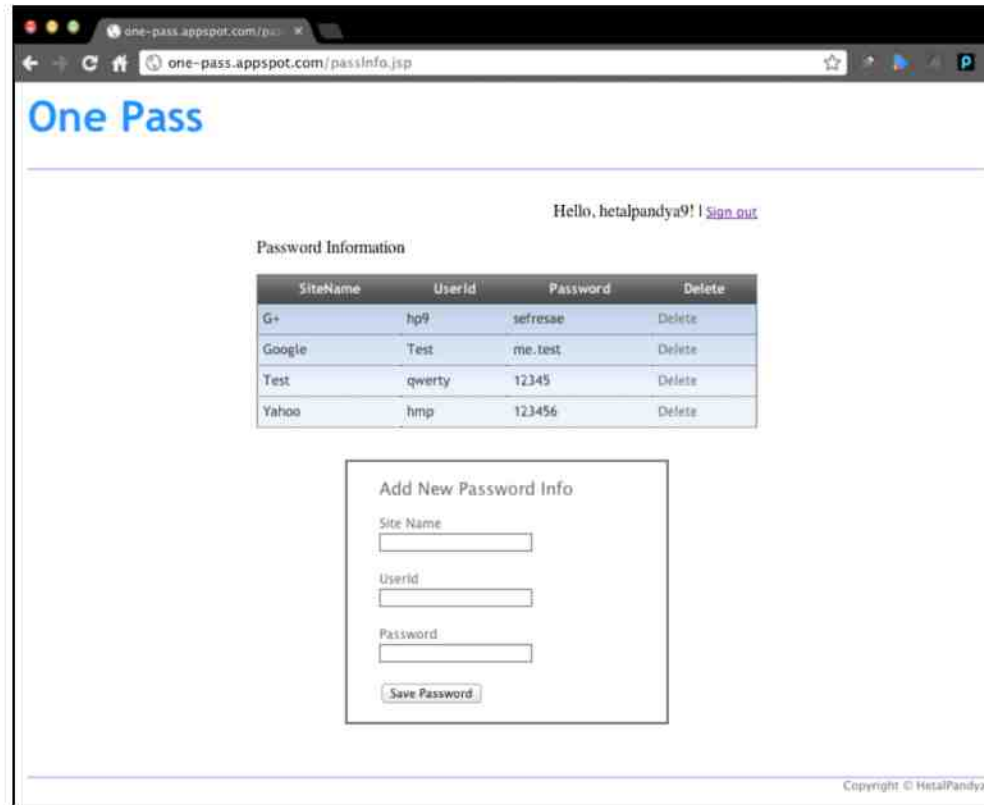 one-pass.appspot.com/pas
one-pass.appspot.com/passInfo.jsp
One Pass
Hello, hetalpandya9! | Sign out
Password Information
SiteName UserId Password Delete
G+ hp9 sefresae Delete
Google Test me.test Delete
Test qwerty 12345 Delete
Yahoo hmp 123456 Delete
Add New Password Info
Site Name
UserId
Password
Save Password
Copyright © HetalPandya